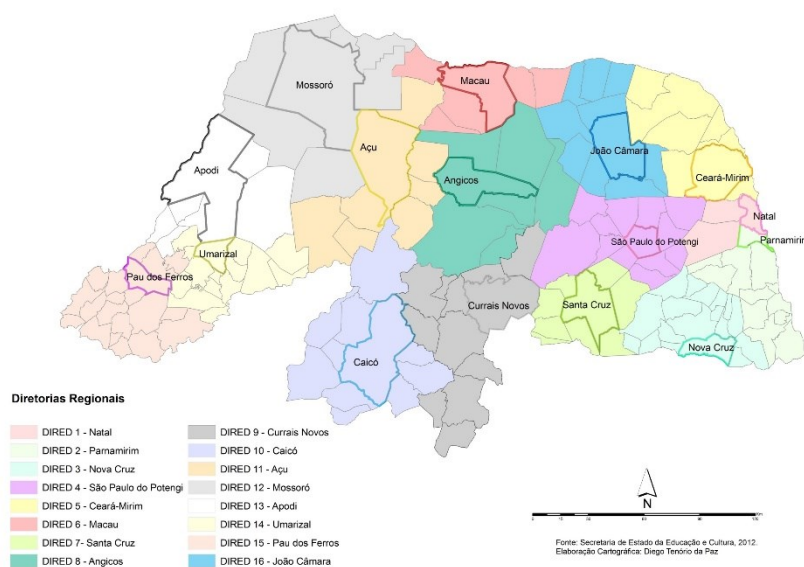 Mossoró
Macau
Açu
João Câmara
Apodi
Angicos
Ceará-Mirim
Natal
Umarizal
São Paulo do Potengi
Parnamirim
Pau dos Ferros
Currais Novos
Santa Cruz
Nova Cruz
Caicó
Diretorias Regionais
DIRED 1 - Natal
DIRED 2 - Parnamirim
DIRED 3 - Nova Cruz
DIRED 4 - São Paulo do Potengi
DIRED 5 - Ceará-Mirim
DIRED 6 - Macau
DIRED 7- Santa Cruz
DIRED 8 - Angicos
DIRED 9 - Currais Novos
DIRED 10 - Caicó
DIRED 11 - Açu
DIRED 12 - Mossoró
DIRED 13 - Apodi
DIRED 14 - Umarizal
DIRED 15 - Pau dos Ferros
DIRED 16 - João Câmara
N
Fonte: Secretaria de Estado da Educação e Cultura, 2012.
Elaboração Cartográfica: Diego Tenório da Paz